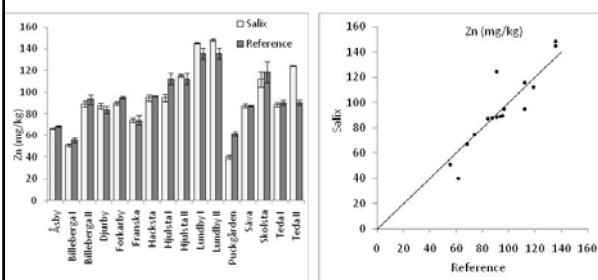 160
140
120
100
80
60
40
20
0
Zn (mg/kg)
Salix
Reference
Åsby
Billeberga I
Billeberga II
Djurby
Forkarby
Franska
Hacksta
Hjulsta I
Hjulsta II
Lundby I
Lundby II
Puckgården
Säva
Skolsta
Teda I
Teda II
Zn (mg/kg)
160
140
120
100
80
60
40
20
0
Salix
0 20 40 60 80 100 120 140 160
Reference